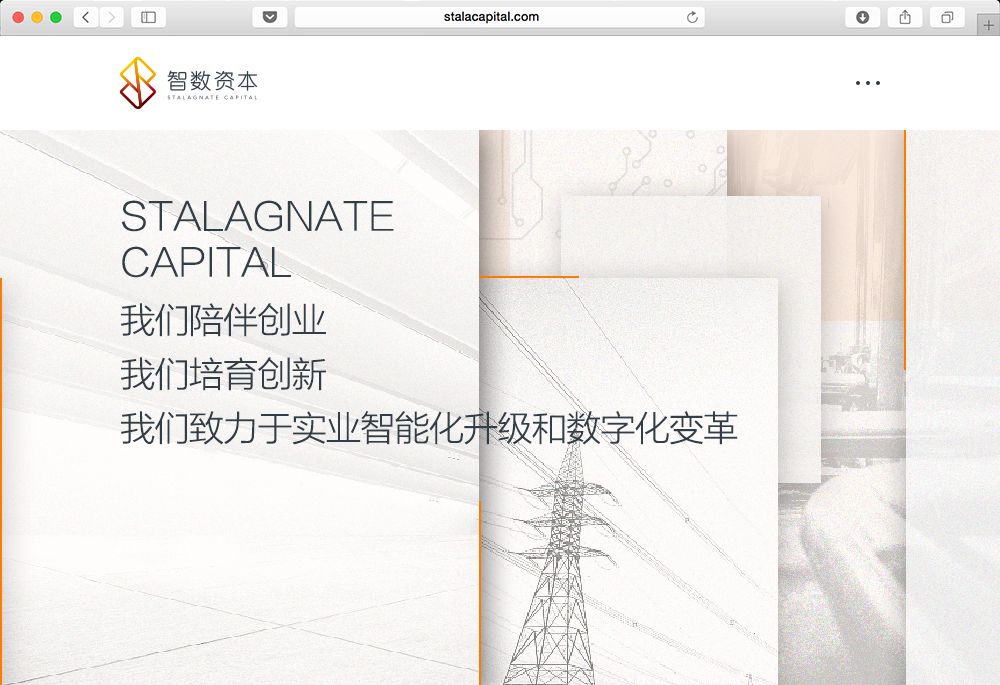 stalacapital.com
智数资本
STALAGNATE CAPITAL
STALAGNATE
CAPITAL
我们陪伴创业
我们培育创新
我们致力于实业智能化升级和数字化变革